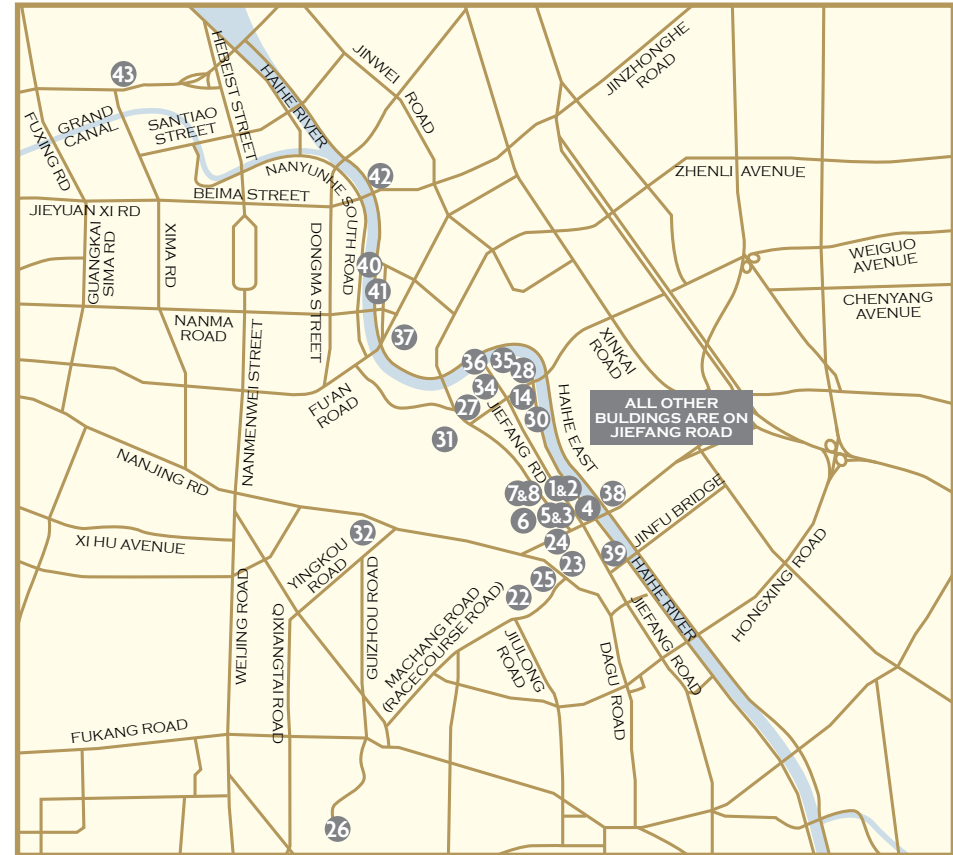 43
HEBEIST STREET
HAIHE RIVER
JINWEI
ROAD
JINZHONGHE
ROAD
FUXING RD
GRAND
CANAL
SANTIAO
STREET
NANYUNHE SOUTH ROAD
42
ZHENLI AVENUE
BEIMA STREET
JIEYUAN XI RD
GUANGKAI
SIMA RD
XIMA RD
DONGMA STREET
40
41
WEIGUO
AVENUE
CHENYANG
AVENUE
NANMA
ROAD
37
XINKAI
ROAD
36
35
28
34
14
27
30
31
FU'AN
ROAD
JIEFANG RD
HAIHE EAST
ALL OTHER
BULDINGS ARE ON
JIEFANG ROAD
NANMENWEI STREET
NANJING RD
7&8
1&2
38
4
6
5&3
JINFU BRIDGE
XI HU AVENUE
32
24
39
23
YINGKOU
ROAD
25
22
HAIHE RIVER
HONGXING ROAD
WEIJING ROAD
QIXIANGTAI ROAD
GUIZHOU ROAD
MACHANG ROAD
(RACECOURSE ROAD)
JIULONG
ROAD
DAGU ROAD
JIEFANG ROAD
FUKANG ROAD
26